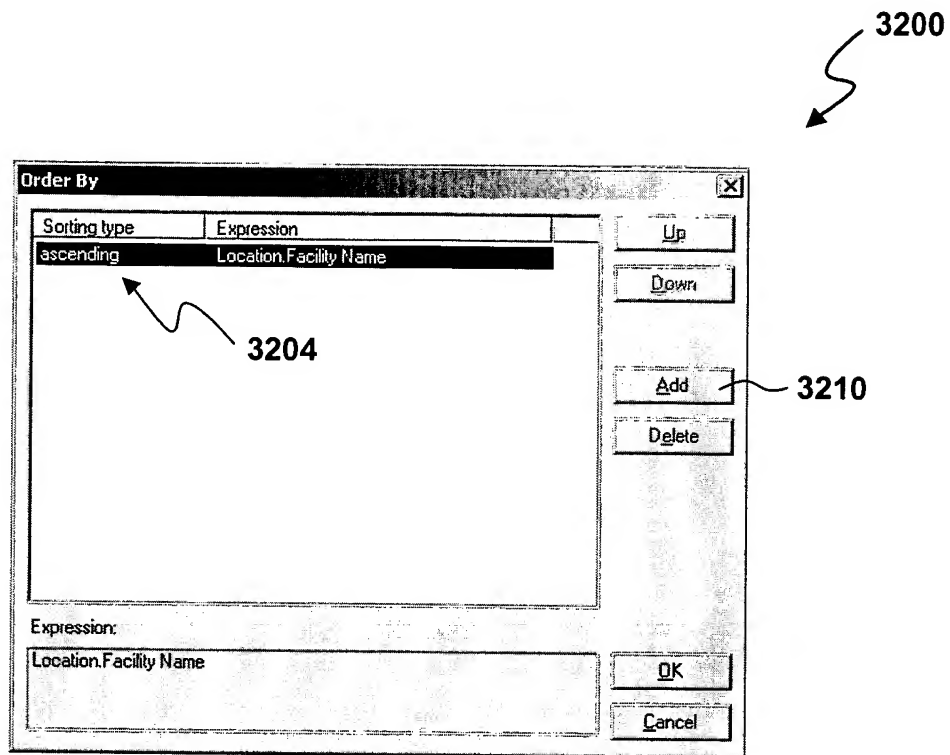 3200
Order By
Sorting type Expression
ascending Location.Facility Name
3204
Up
Down
Add
3210
Delete
Expression:
Location.Facility Name
OK
Cancel